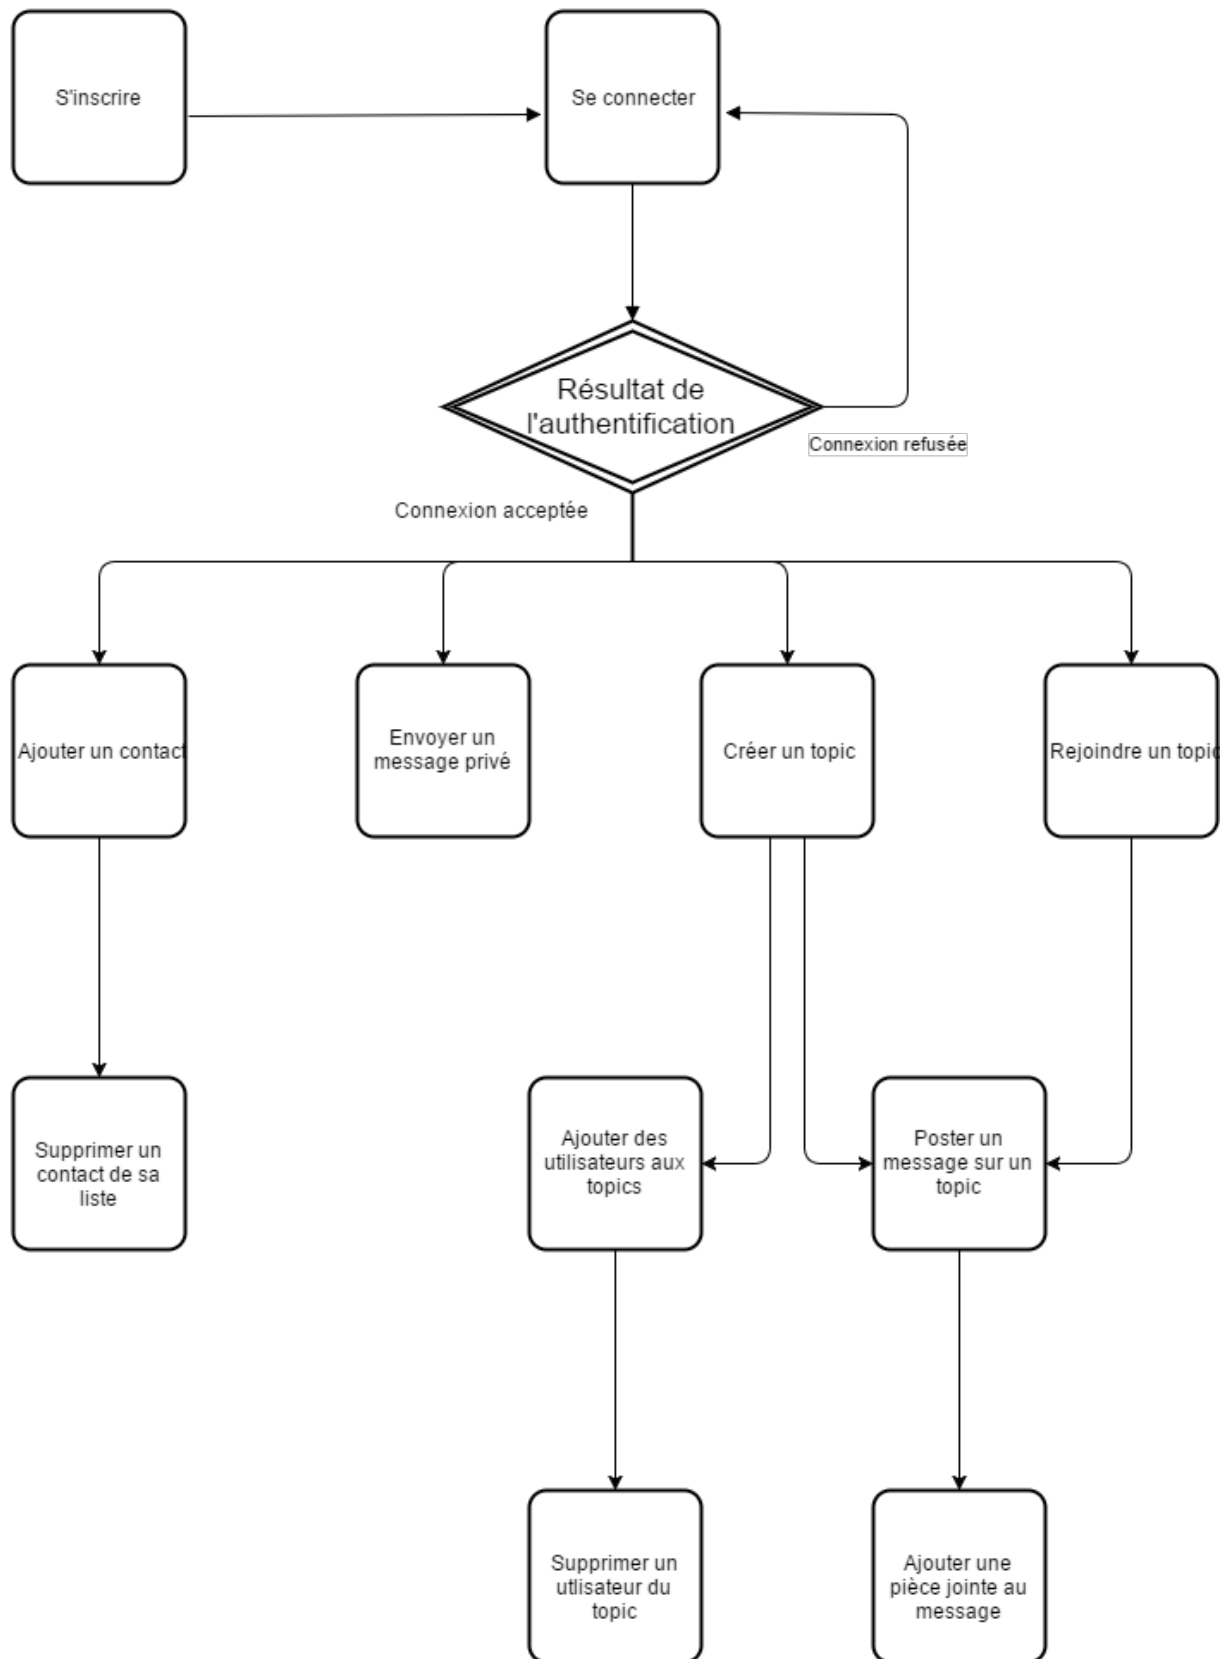 S'inscrire
Se connecter
Résultat de
l'authentification
Connexion refusée
Connexion acceptée
Ajouter un contact
Envoyer un
message privé
Créer un topic
Rejoindre un topic
Supprimer un
contact de sa
liste
Ajouter des
utilisateurs aux
topics
Poster un
message sur un
topic
Supprimer un
utlisateur du
topic
Ajouter une
pièce jointe au
message